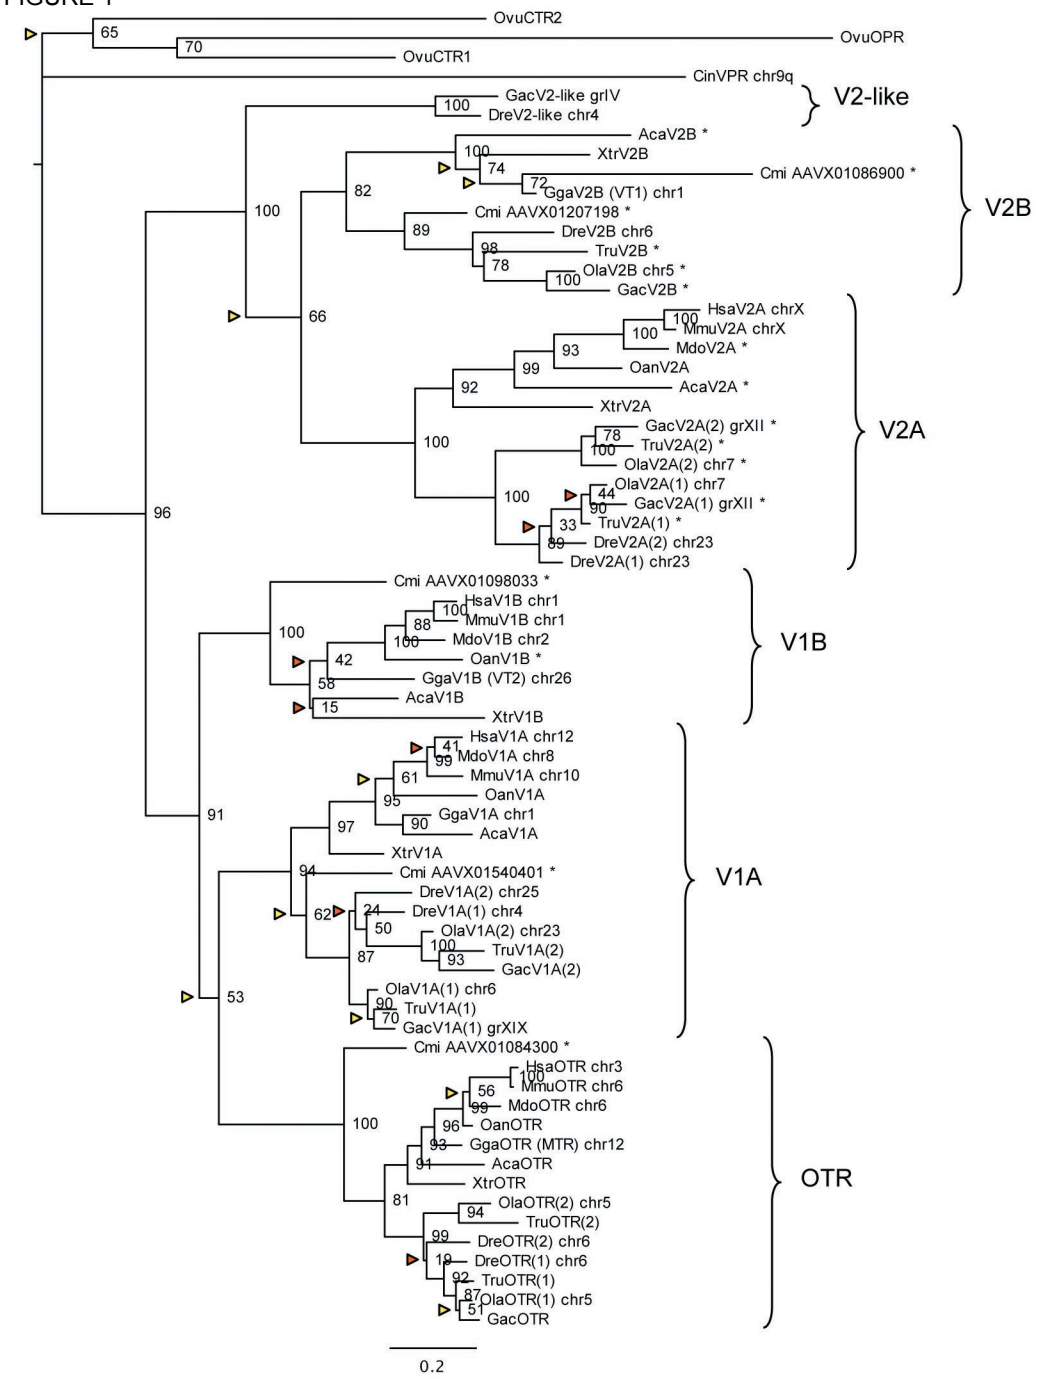 OvuCTR2
65
OvuOPR
70
OvuCTR1
CinVPR chr9q
GacV2-like grIV
V2-like
100
DreV2-like chr4
AcaV2B *
100
XtrV2B
74
Cmi AAVX01086900 *
72
GgaV2B (VT1) chr1
82
V2B
100
Cmi AAVX01207198 *
89
DreV2B chr6
98
TruV2B *
78
OlaV2B chr5 *
100
GacV2B *
66
HsaV2A chrX
100
MmuV2A chrX
100
MdoV2A *
93
OanV2A
99
AcaV2A *
92
XtrV2A
V2A
GacV2A(2) grXII *
78
TruV2A(2) *
100
100
OlaV2A(2) chr7 *
OlaV2A(1) chr7
44
100
GacV2A(1) grXII *
90
TruV2A(1) *
33
DreV2A(2) chr23
89
DreV2A(1) chr23
96
Cmi AAVX01098033 *
HsaV1B chr1
100
MmuV1B chr1
88
100
MdoV1B chr2
100
V1B
OanV1B *
42
GgaV1B (VT2) chr26
58
AcaV1B
15
XtrV1B
HsaV1A chr12
41
MdoV1A chr8
99
MmuV1A chr10
61
OanV1A
95
GgaV1A chr1
91
90
97
AcaV1A
XtrV1A
94
Cmi AAVX01540401 *
V1A
DreV1A(2) chr25
62
24
DreV1A(1) chr4
50
OlaV1A(2) chr23
100
TruV1A(2)
87
93
GacV1A(2)
OlaV1A(1) chr6
53
90
TruV1A(1)
70
GacV1A(1) grXIX
Cmi AAVX01084300 *
HsaOTR chr3
100
MmuOTR chr6
56
MdoOTR chr6
99
OanOTR
100
96
GgaOTR (MTR) chr12
93
AcaOTR
91
OTR
XtrOTR
81
OlaOTR(2) chr5
94
TruOTR(2)
99
DreOTR(2) chr6
19
DreOTR(1) chr6
92
TruOTR(1)
87
OlaOTR(1) chr5
51
GacOTR
0.2